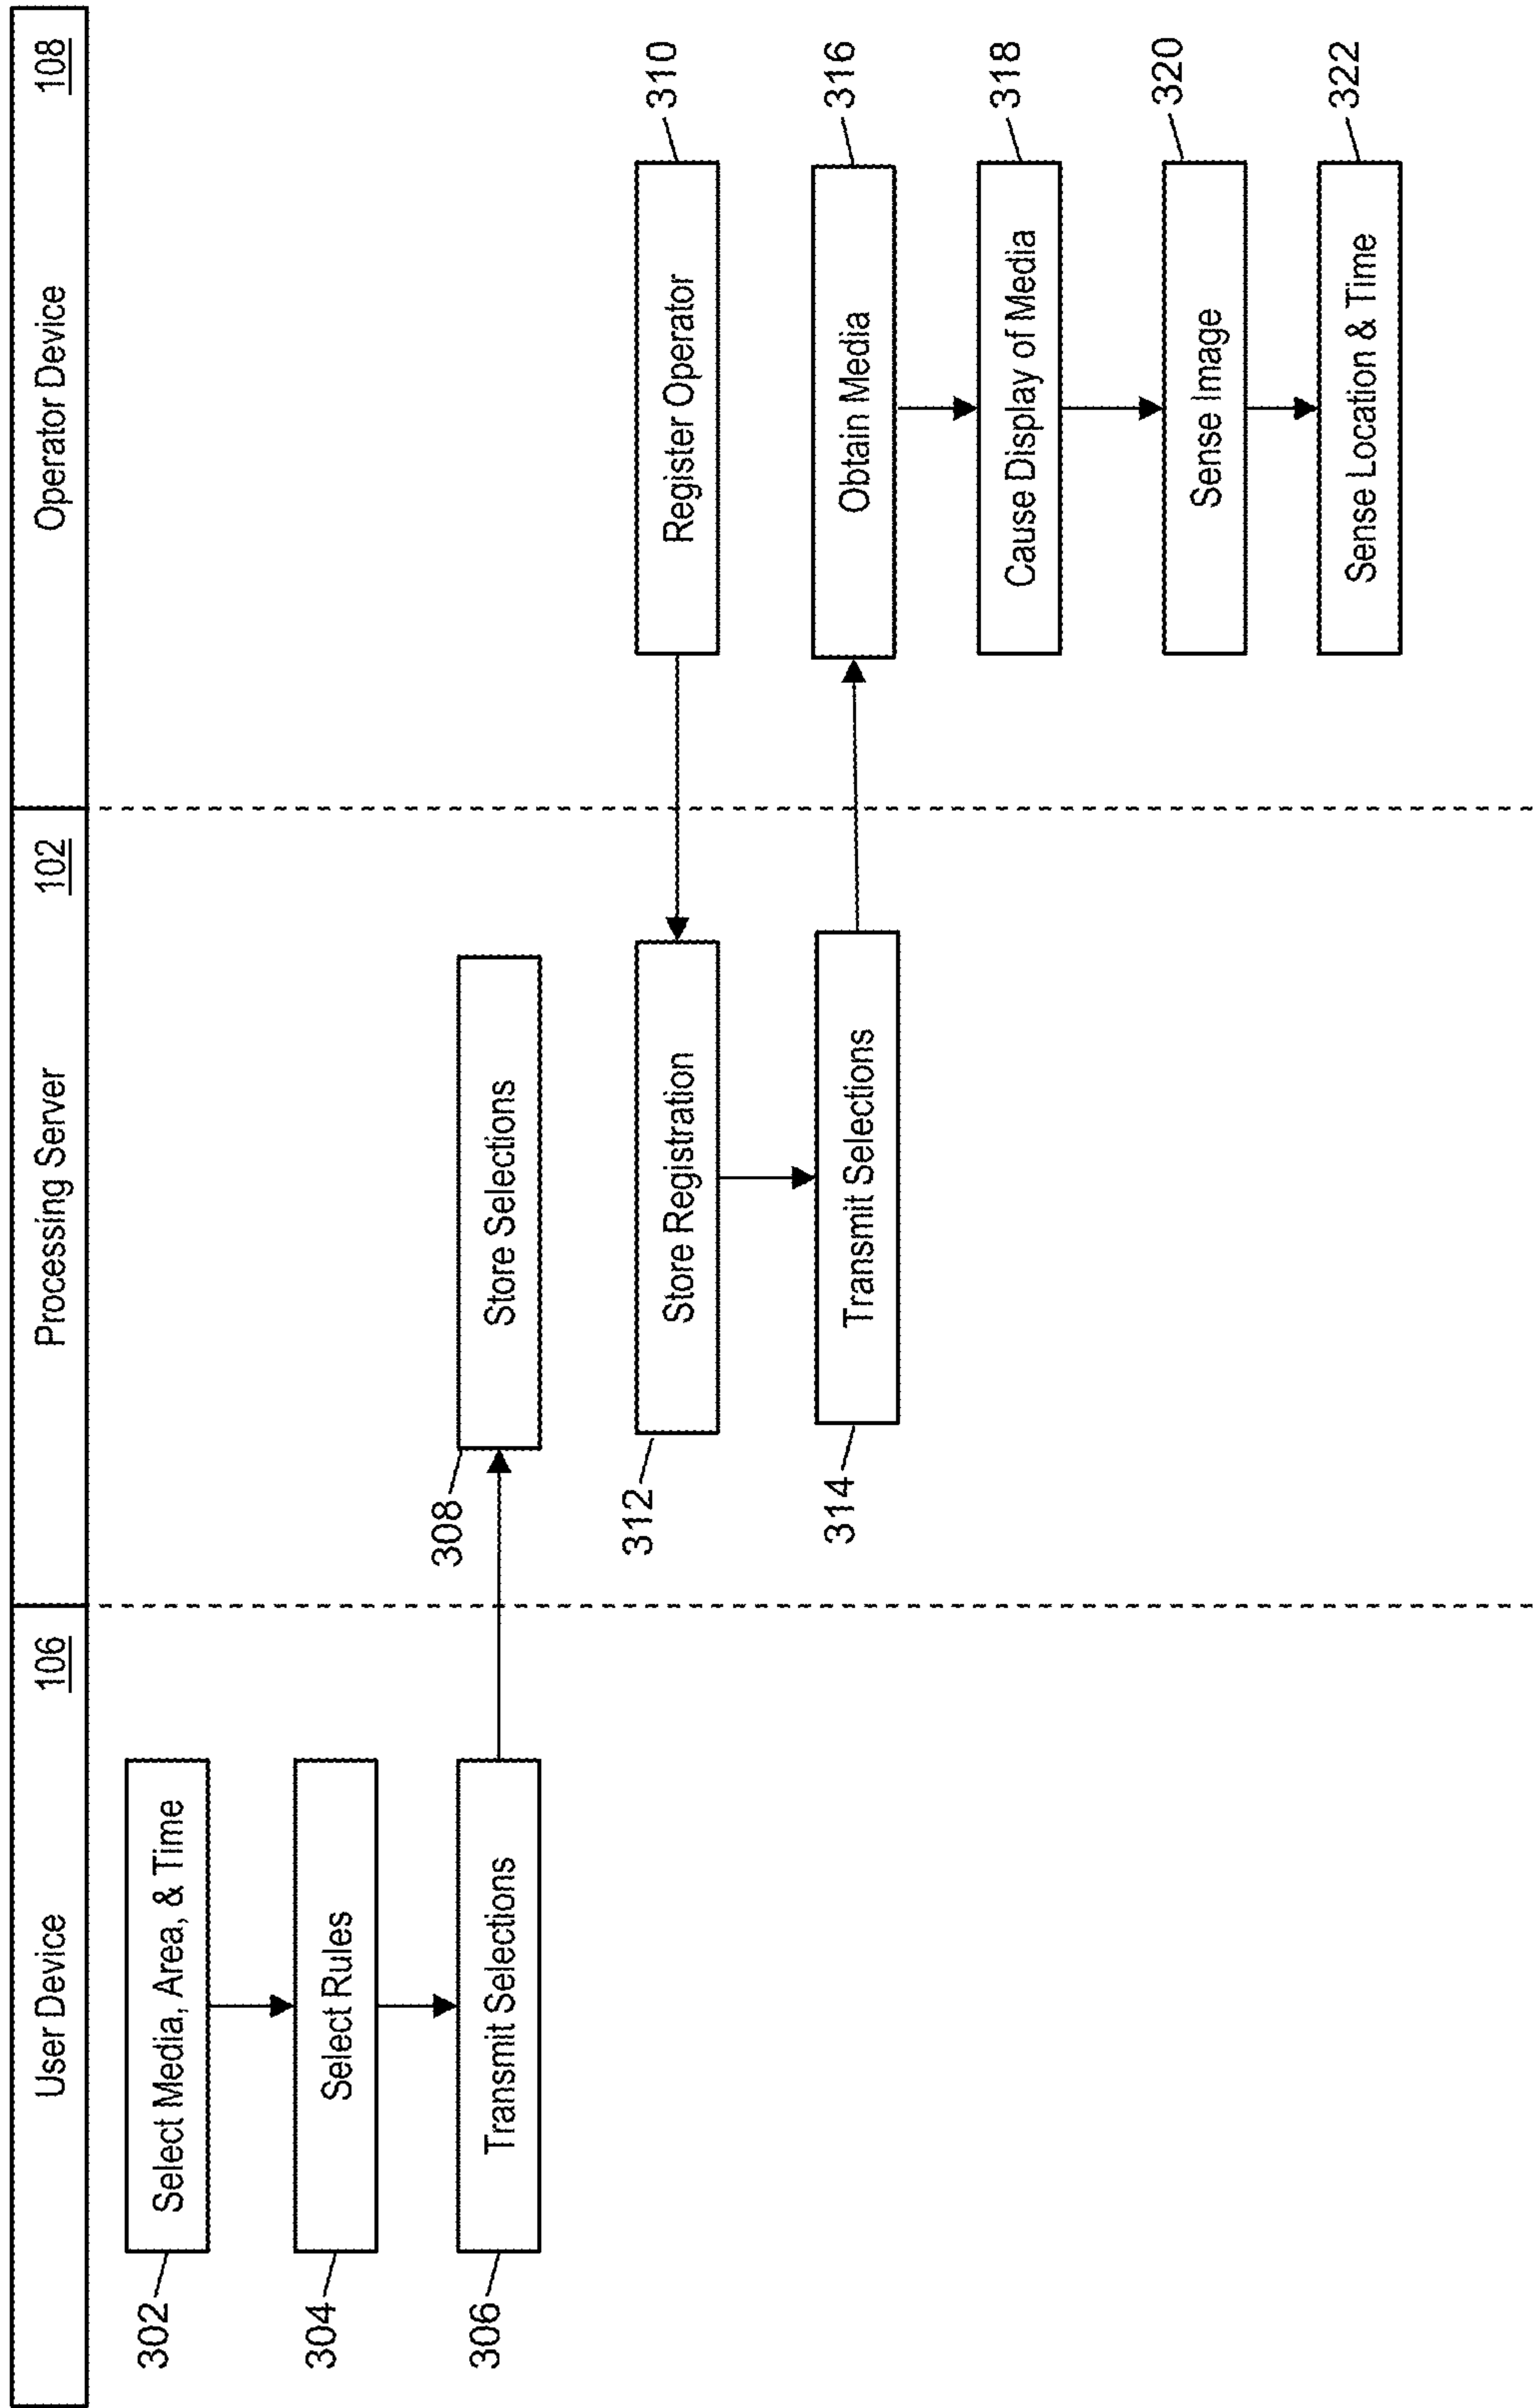 User Device 106
Processing Server 102
Operator Device 108
302
Select Media, Area, & Time
304
Select Rules
306
Transmit Selections
308
Store Selections
Register Operator
310
312
Store Registration
314
Transmit Selections
Obtain Media
316
Cause Display of Media
318
Sense Image
320
Sense Location & Time
322